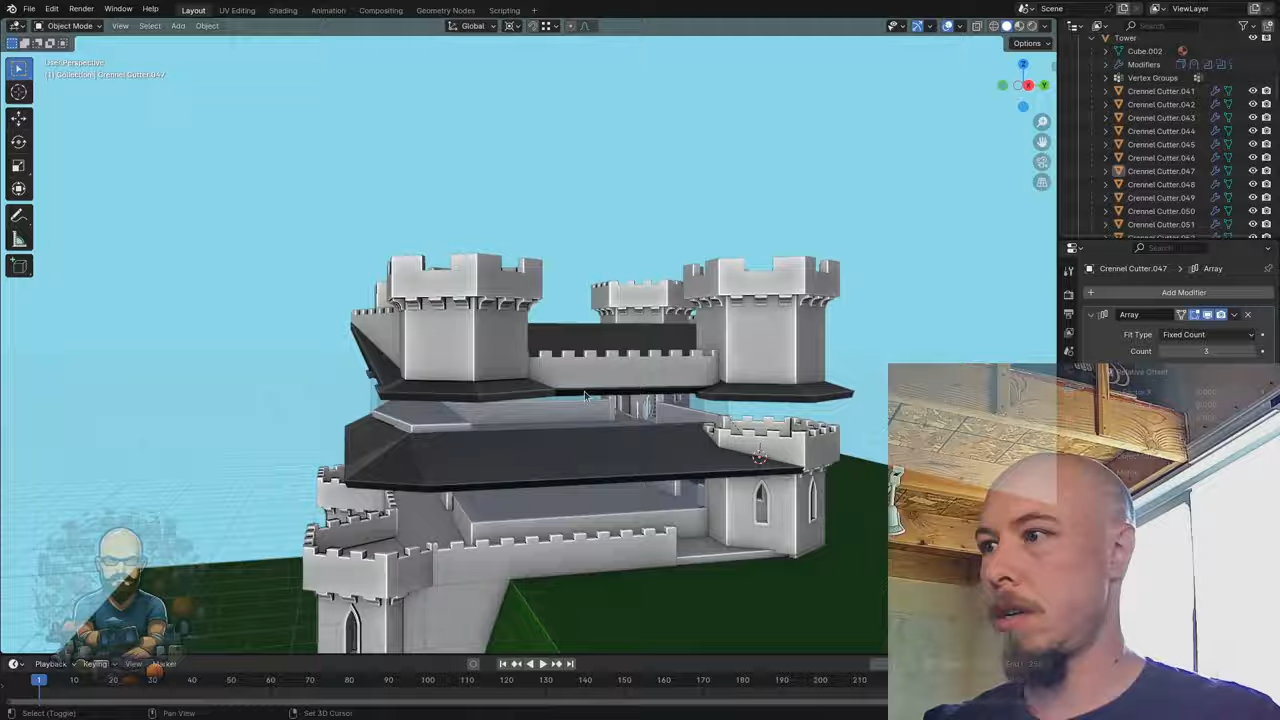 File Edit Render Window Help
Layout UV Editing Shading Animation Compositing Geometry Nodes Scripting +
Scene ViewLayer
Object Mode View Select Add Object Global
Search
Options
User Perspective
(1) Collection | Crennel Cutter.047
Z
X
Y
Tower
Cube.002
Modifiers
Vertex Groups
Crennel Cutter.041
Crennel Cutter.042
Crennel Cutter.043
Crennel Cutter.044
Crennel Cutter.045
Crennel Cutter.046
Crennel Cutter.047
Crennel Cutter.048
Crennel Cutter.049
Crennel Cutter.050
Crennel Cutter.051
Search
Crennel Cutter.047 > Array
+ Add Modifier
Array
Fit Type Fixed Count
Count 3
Relative Offset
Playback Keying View Marker
1 10 20 30 40 50 60 70 80 90 100 110 120 130 140 150 160 170 180 190 200 210
Select (Toggle) Pan View Set 3D Cursor